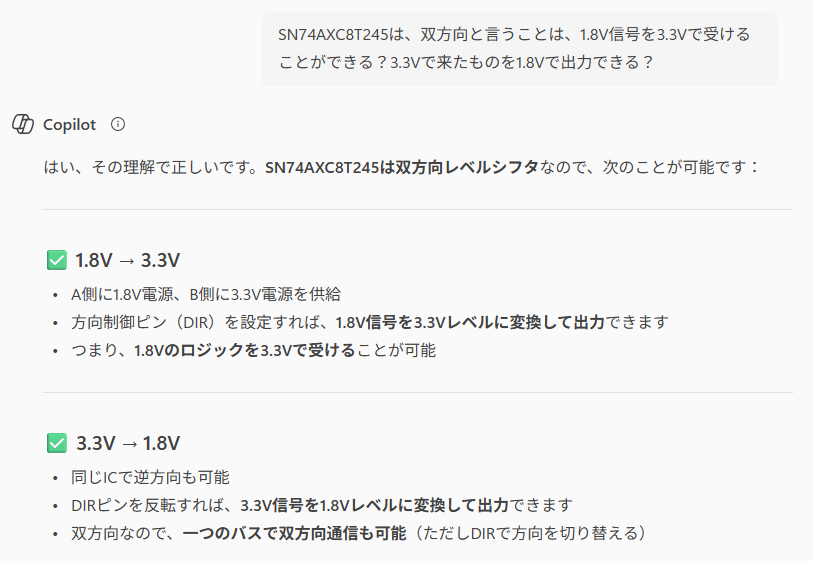 SN74AXC8T245は、双方向と言うことは、1.8V信号を3.3Vで受ける
ことができる？3.3Vで来たものを1.8Vで出力できる？
Copilot
はい、その理解で正しいです。SN74AXC8T245は双方向レベルシフタなので、次のことが可能です：
✅ 1.8V → 3.3V
• A側に1.8V電源、B側に3.3V電源を供給
• 方向制御ピン（DIR）を設定すれば、1.8V信号を3.3Vレベルに変換して出力できます
• つまり、1.8Vのロジックを3.3Vで受けることが可能
✅ 3.3V → 1.8V
• 同じICで逆方向も可能
• DIRピンを反転すれば、3.3V信号を1.8Vレベルに変換して出力できます
• 双方向なので、一つのバスで双方向通信も可能（ただしDIRで方向を切り替える）